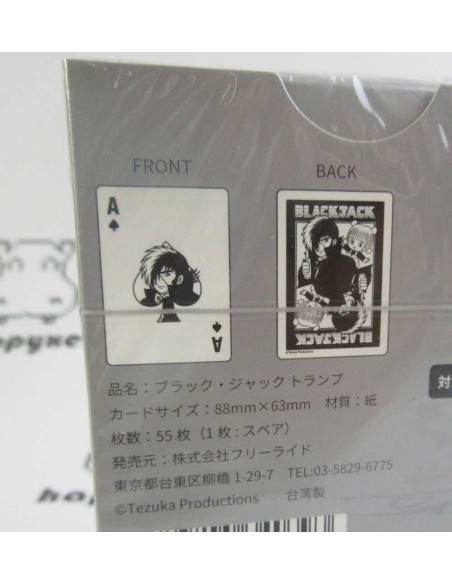 FRONT
BACK
A
A
BLACKJACK
BLACKJACK
©Tezuka Productions
品名：ブラック・ジャック トランプ
カードサイズ：88mm×63mm　材質：紙
枚数：55枚（1枚：スペア）
発売元：株式会社フリーライド
東京都台東区柳橋 1-29-7　TEL:03-5829-6775
©Tezuka Productions　台湾製
対